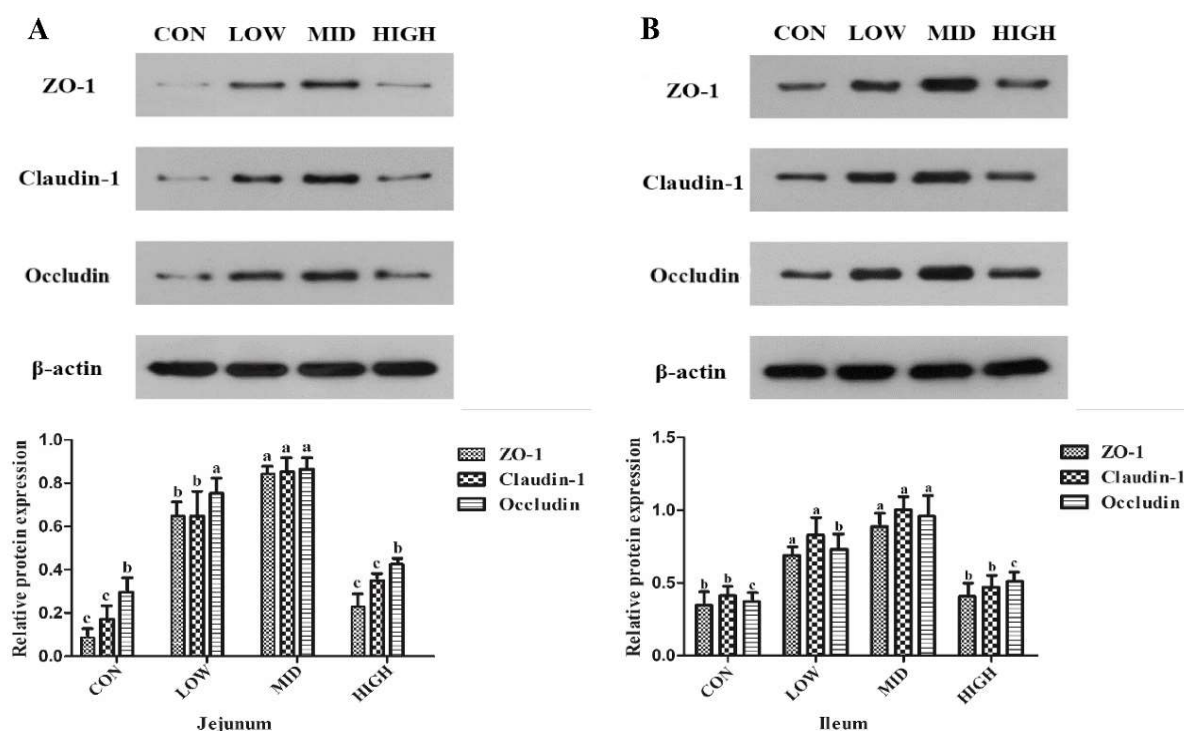 A
CON LOW MID HIGH
ZO-1
Claudin-1
Occludin
β-actin
Relative protein expression
1.0
0.8
0.6
0.4
0.2
0.0
c c b
b b a
a a a
c c b
CON LOW MID HIGH
Jejunum
ZO-1
Claudin-1
Occludin
B
CON LOW MID HIGH
ZO-1
Claudin-1
Occludin
β-actin
Relative protein expression
1.5
1.0
0.5
0.0
b b c
a a b
a a a
b b c
CON LOW MID HIGH
Ileum
ZO-1
Claudin-1
Occludin